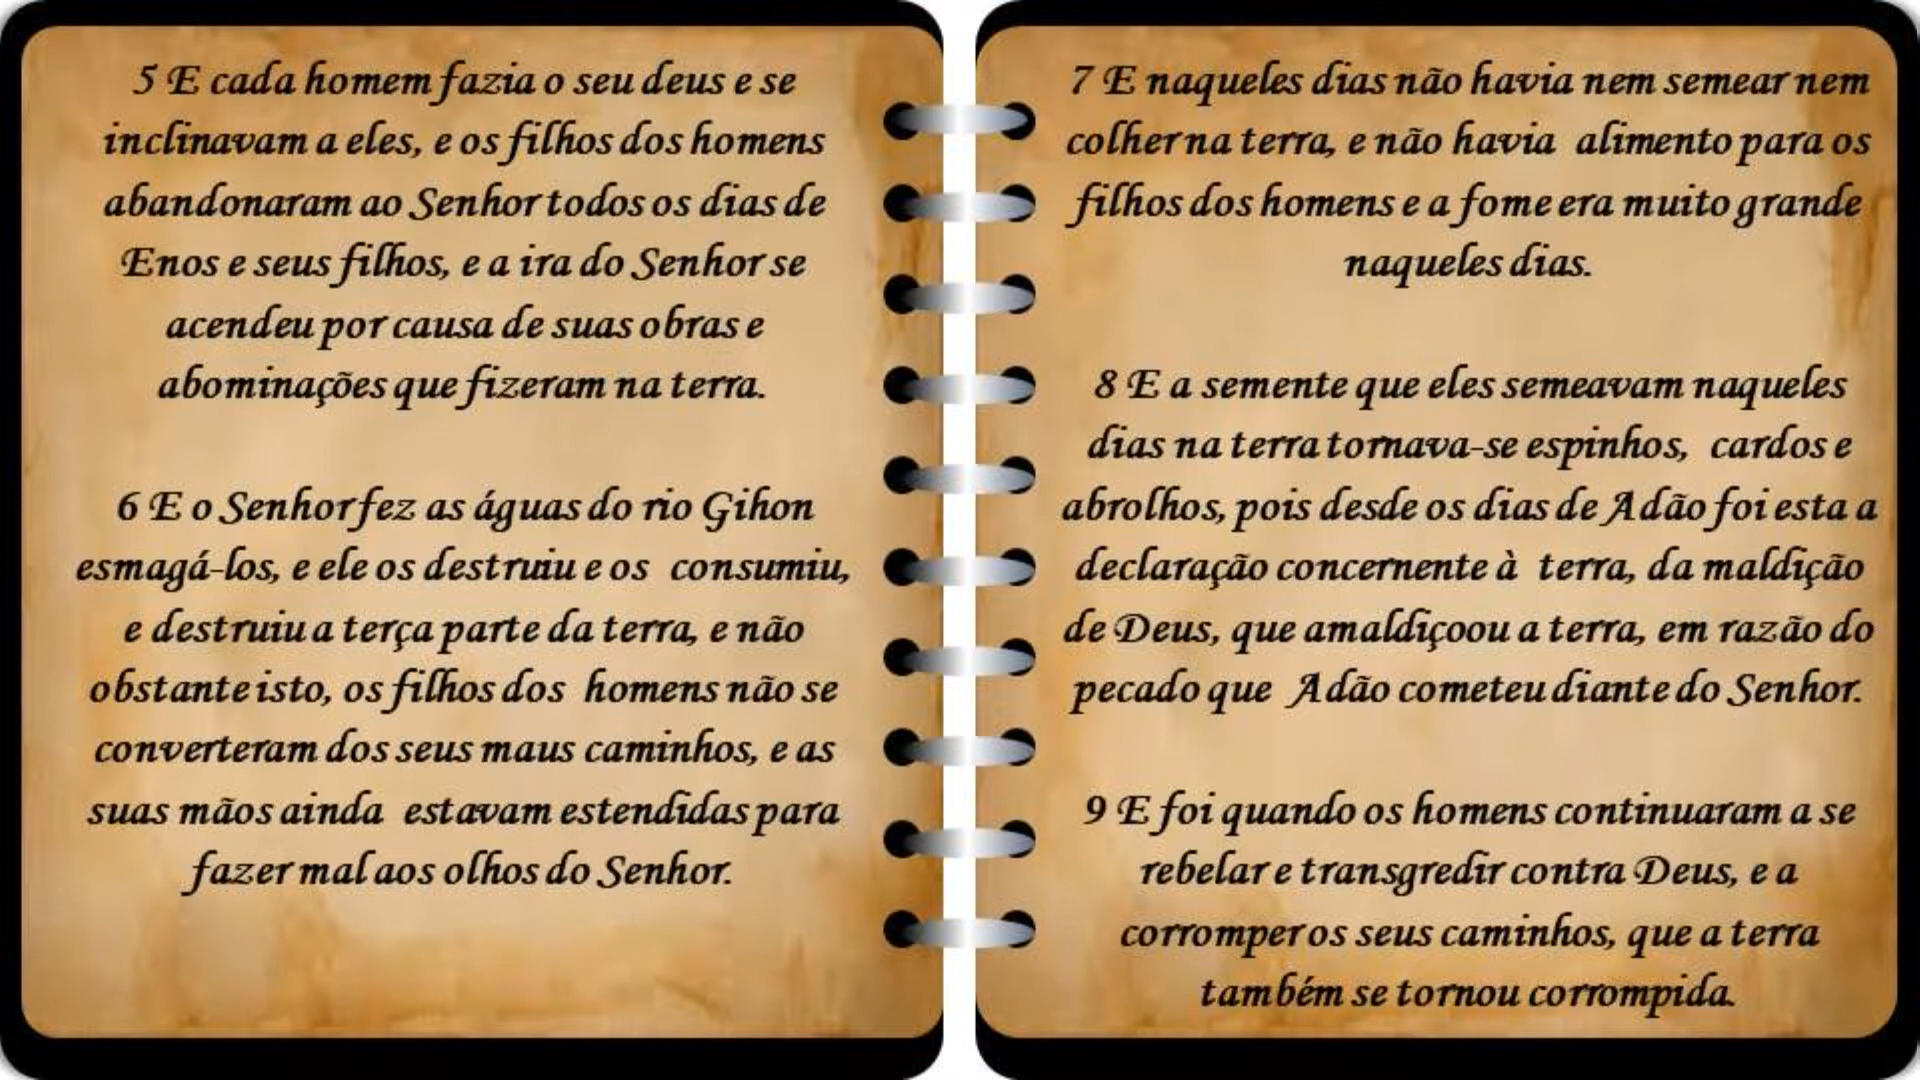 5 E cada homem fazia o seu deus e se
inclinavam a eles, e os filhos dos homens
abandonaram ao Senhor todos os dias de
Enos e seus filhos, e a ira do Senhor se
acendeu por causa de suas obras e
abominações que fizeram na terra.
6 E o Senhor fez as águas do rio Gihon
esmagá-los, e ele os destruiu e os consumiu,
e destruiu a terça parte da terra, e não
obstante isto, os filhos dos homens não se
converteram dos seus maus caminhos, e as
suas mãos ainda estavam estendidas para
fazer mal aos olhos do Senhor.
7 E naqueles dias não havia nem semear nem
colher na terra, e não havia alimento para os
filhos dos homens e a fome era muito grande
naqueles dias.
8 E a semente que eles semeavam naqueles
dias na terra tornava-se espinhos, cardos e
abrolhos, pois desde os dias de Adão foi esta a
declaração concernente à terra, da maldição
de Deus, que amaldiçoou a terra, em razão do
pecado que Adão cometeu diante do Senhor.
9 E foi quando os homens continuaram a se
rebelar e transgredir contra Deus, e a
corromper os seus caminhos, que a terra
também se tornou corrompida.